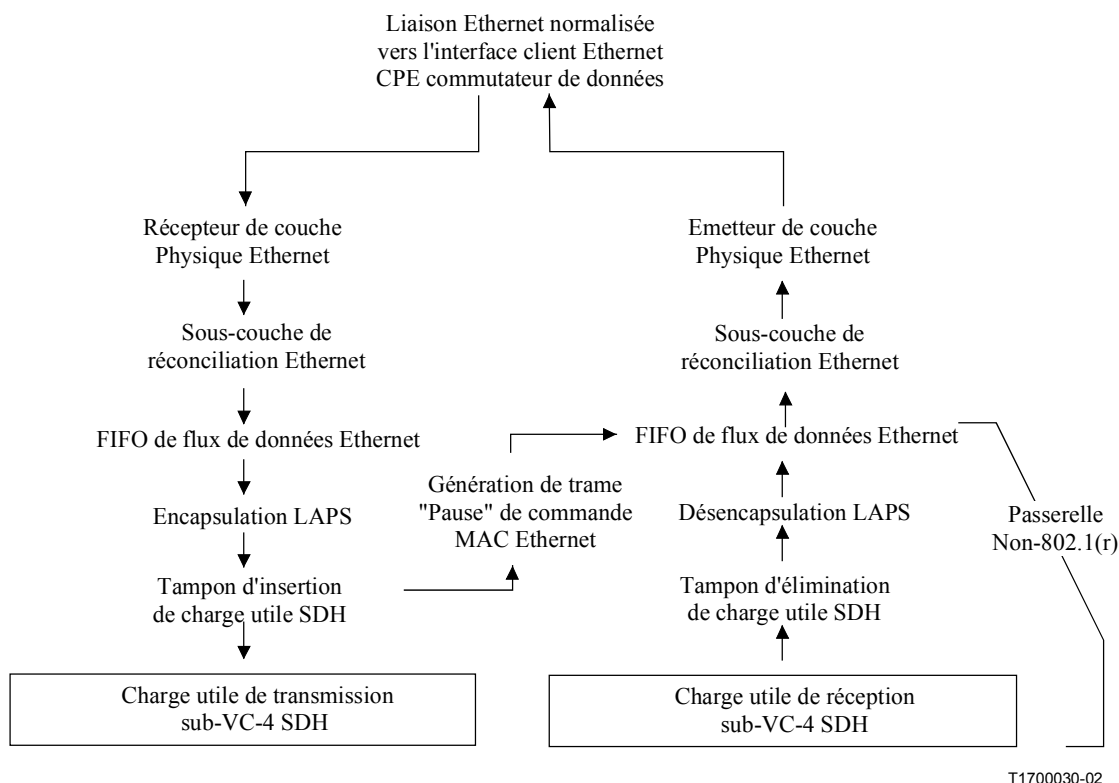 Liaison Ethernet normalisée
vers l'interface client Ethernet
CPE commutateur de données
Récepteur de couche
Physique Ethernet
Emetteur de couche
Physique Ethernet
Sous-couche de
réconciliation Ethernet
Sous-couche de
réconciliation Ethernet
FIFO de flux de données Ethernet
FIFO de flux de données Ethernet
Génération de trame
"Pause" de commande
MAC Ethernet
Encapsulation LAPS
Désencapsulation LAPS
Passerelle
Non-802.1(r)
Tampon d'insertion
de charge utile SDH
Tampon d'élimination
de charge utile SDH
Charge utile de transmission
sub-VC-4 SDH
Charge utile de réception
sub-VC-4 SDH
T1700030-02